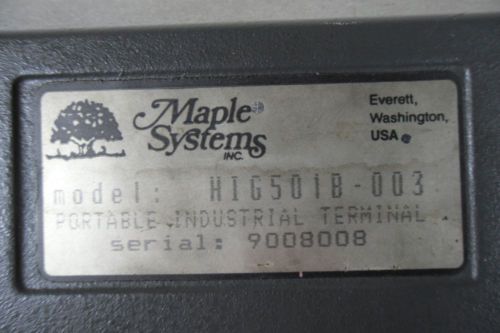 Maple
Systems
INC.
Everett,
Washington,
USA
model: HIG501B-003
PORTABLE INDUSTRIAL TERMINAL
serial: 9008008